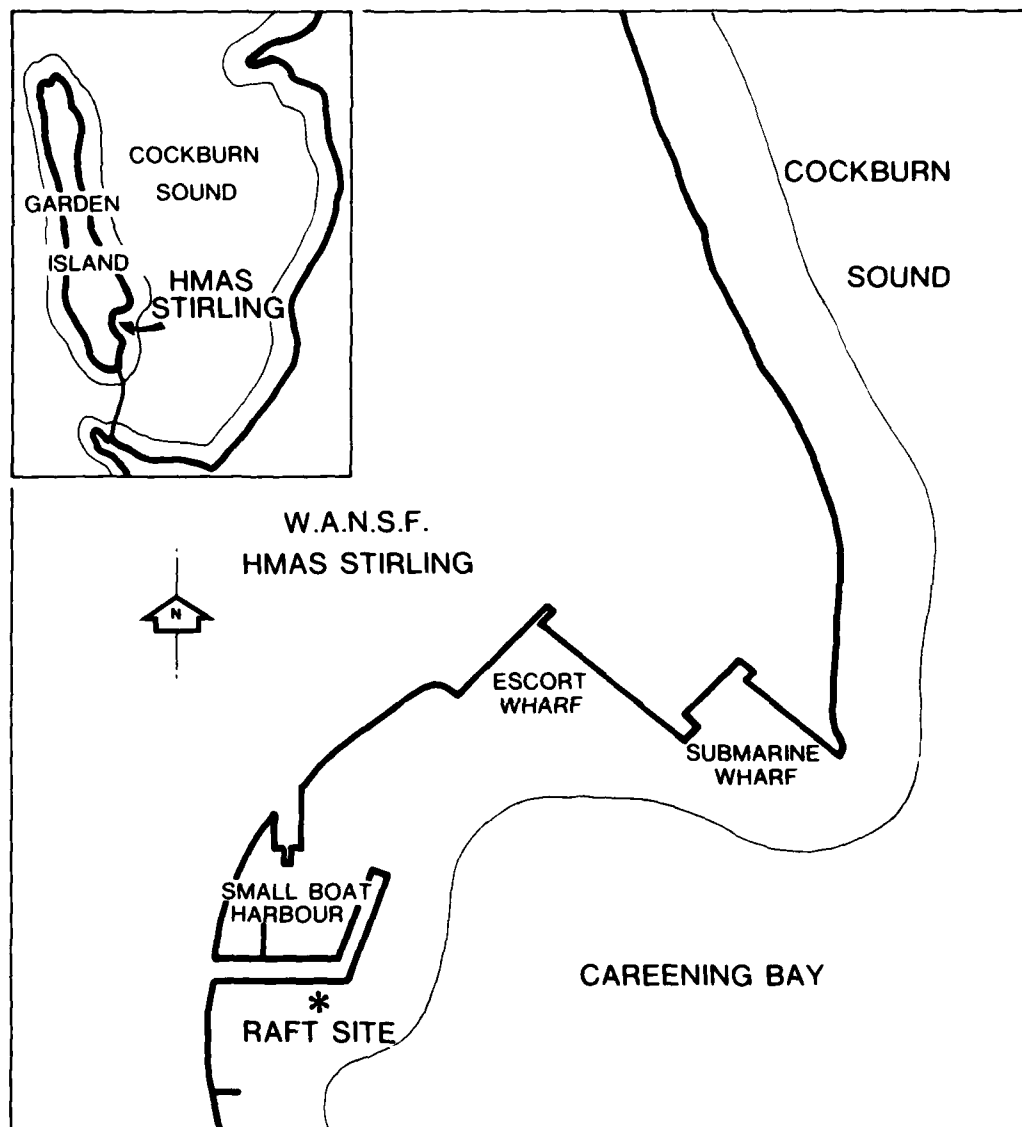 COCKBURN
SOUND
GARDEN
ISLAND
HMAS
STIRLING
COCKBURN
SOUND
W.A.N.S.F.
HMAS STIRLING
N
ESCORT
WHARF
SUBMARINE
WHARF
SMALL BOAT
HARBOUR
CAREENING BAY
*
RAFT SITE